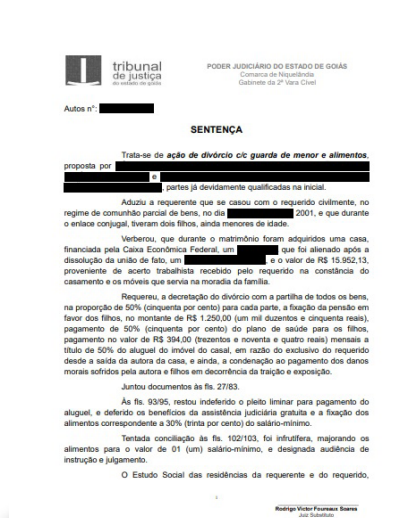 tribunal
de justiça
do estado de goiás
PODER JUDICIÁRIO DO ESTADO DE GOIÁS
Comarca de Niquelândia
Gabinete da 2ª Vara Cível
Autos n°:
SENTENÇA
Trata-se de ação de divórcio c/c guarda de menor e alimentos,
proposta por
e
, partes já devidamente qualificadas na inicial.
Aduziu a requerente que se casou com o requerido civilmente, no
regime de comunhão parcial de bens, no dia 2001, e que durante
o enlace conjugal, tiveram dois filhos, ainda menores de idade.
Verberou, que durante o matrimônio foram adquiridos uma casa,
financiada pela Caixa Econômica Federal, um que foi alienado após a
dissolução da união de fato, um , e o valor de R$ 15.952,13,
proveniente de acerto trabalhista recebido pelo requerido na constância do
casamento e os móveis que servia na moradia da família.
Requereu, a decretação do divórcio com a partilha de todos os bens,
na proporção de 50% (cinquenta por cento) para cada parte, a fixação da pensão em
favor dos filhos, no montante de R$ 1.250,00 (um mil duzentos e cinquenta reais),
pagamento de 50% (cinquenta por cento) do plano de saúde para os filhos,
pagamento no valor de R$ 394,00 (trezentos e noventa e quatro reais) mensais a
título de 50% do aluguel do imóvel do casal, em razão do exclusivo do requerido
desde a saída da autora da casa, e ainda, a condenação ao pagamento dos danos
morais sofridos pela autora e filhos em decorrência da traição e exposição.
Juntou documentos às fls. 27/83.
Às fls. 93/95, restou indeferido o pleito liminar para pagamento do
aluguel, e deferido os benefícios da assistência judiciária gratuita e a fixação dos
alimentos correspondente a 30% (trinta por cento) do salário-mínimo.
Tentada conciliação às fls. 102/103, foi infrutífera, majorando os
alimentos para o valor de 01 (um) salário-mínimo, e designada audiência de
instrução e julgamento.
O Estudo Social das residências da requerente e do requerido,
Rodrigo Victor Foureaux Soares
Juiz Substituto